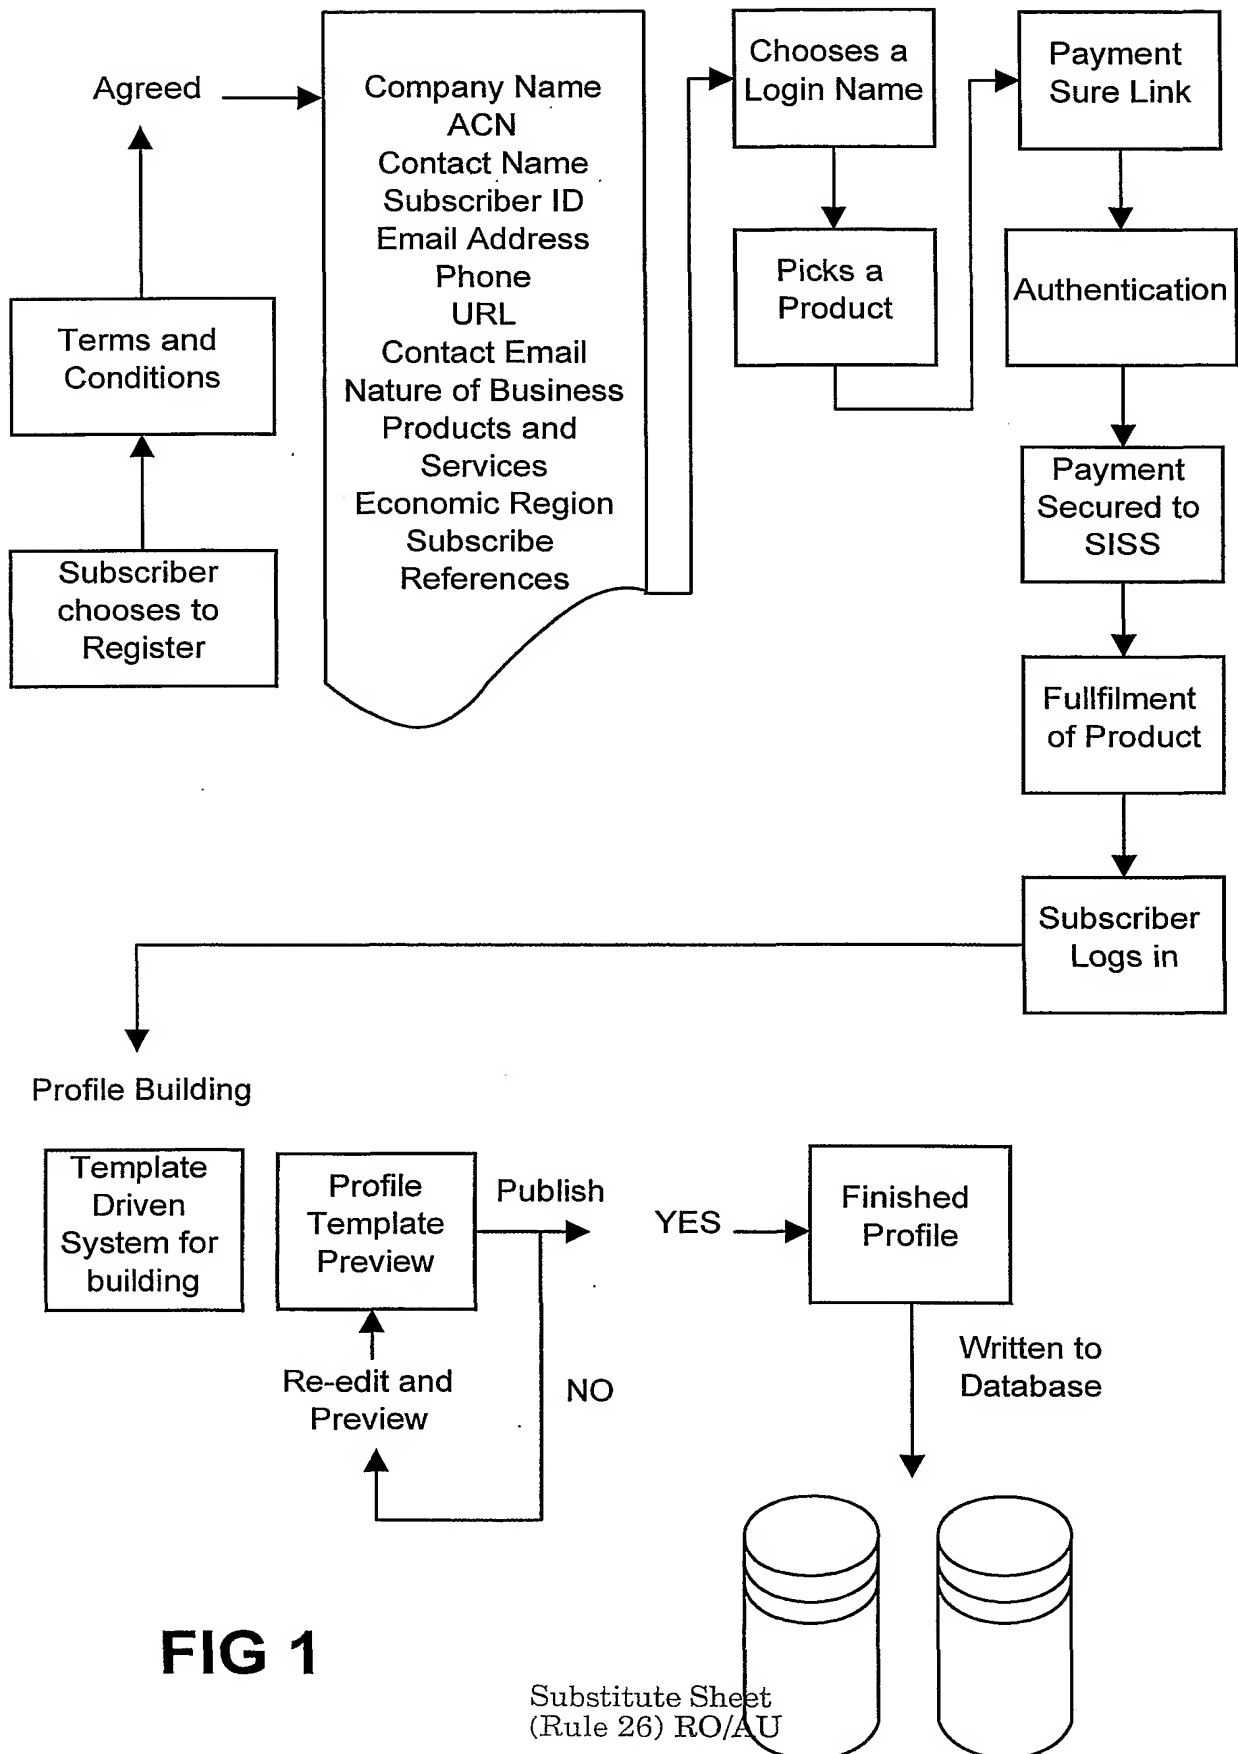 Subscriber
chooses to
Register
Terms and
Conditions
Agreed
Company Name
ACN
Contact Name
Subscriber ID
Email Address
Phone
URL
Contact Email
Nature of Business
Products and
Services
Economic Region
Subscribe
References
Chooses a
Login Name
Picks a
Product
Payment
Sure Link
Authentication
Payment
Secured to
SISS
Fullfilment
of Product
Subscriber
Logs in
Profile Building
Template
Driven
System for
building
Profile
Template
Preview
Publish
Re-edit and
Preview
NO
YES
Finished
Profile
Written to
Database
FIG 1
Substitute Sheet
(Rule 26) RO/AU